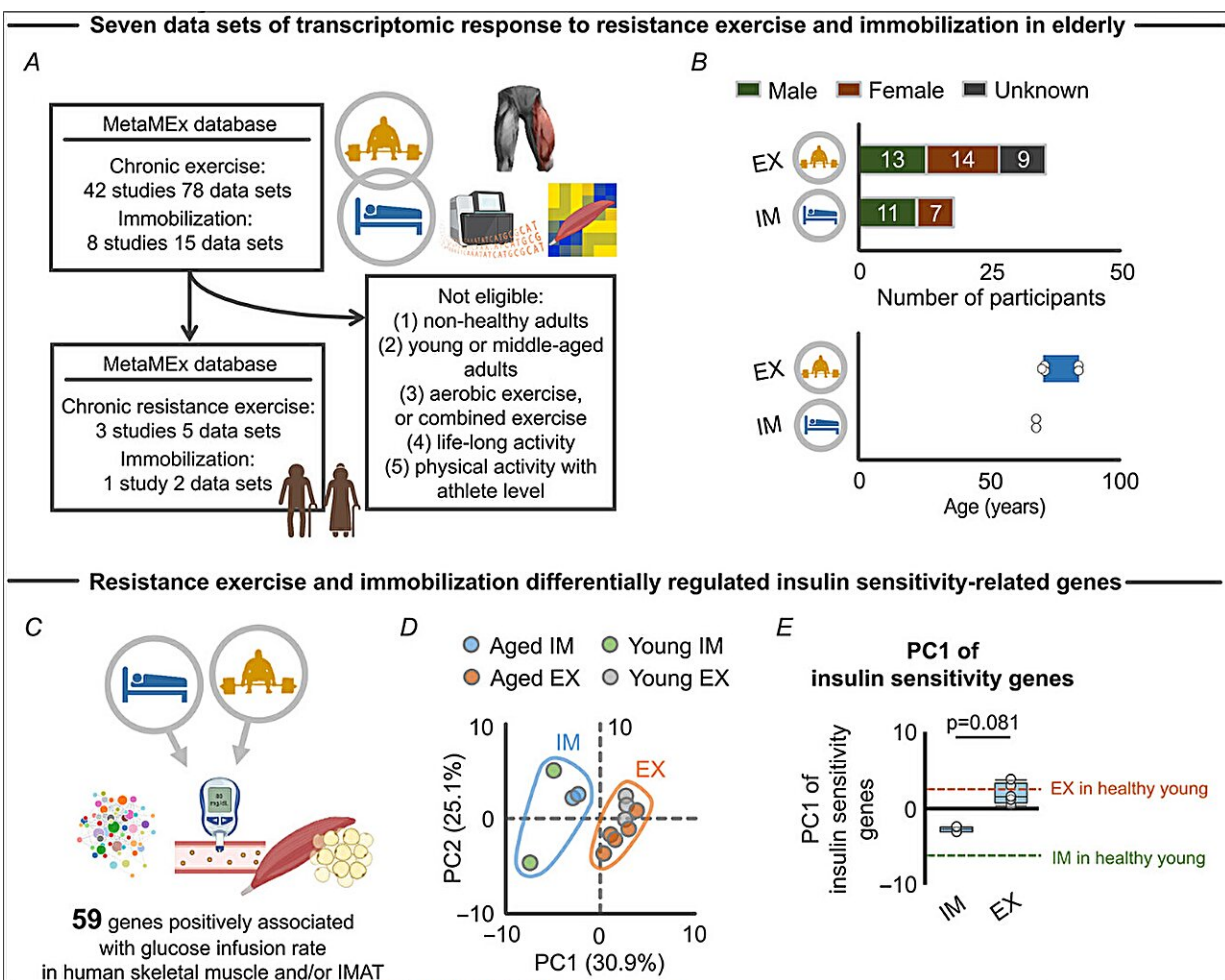 Seven data sets of transcriptomic response to resistance exercise and immobilization in elderly
A
MetaMEx database
Chronic exercise:
42 studies 78 data sets
Immobilization:
8 studies 15 data sets
MetaMEx database
Chronic resistance exercise:
3 studies 5 data sets
Immobilization:
1 study 2 data sets
Not eligible:
(1) non-healthy adults
(2) young or middle-aged
adults
(3) aerobic exercise,
or combined exercise
(4) life-long activity
(5) physical activity with
athlete level
B
Male Female Unknown
EX 13 14 9
IM 11 7
0 25 50
Number of participants
EX
IM
50 100
Age (years)
Resistance exercise and immobilization differentially regulated insulin sensitivity-related genes
C
59 genes positively associated
with glucose infusion rate
in human skeletal muscle and/or IMAT
D
Aged IM Young IM
Aged EX Young EX
10 10
IM
EX
PC2 (25.1%)
0
-10
-10 0 10
PC1 (30.9%)
E
PC1 of
insulin sensitivity genes
p=0.081
PC1 of
insulin sensitivity
genes
10
EX in healthy young
0
IM in healthy young
-10
IM EX